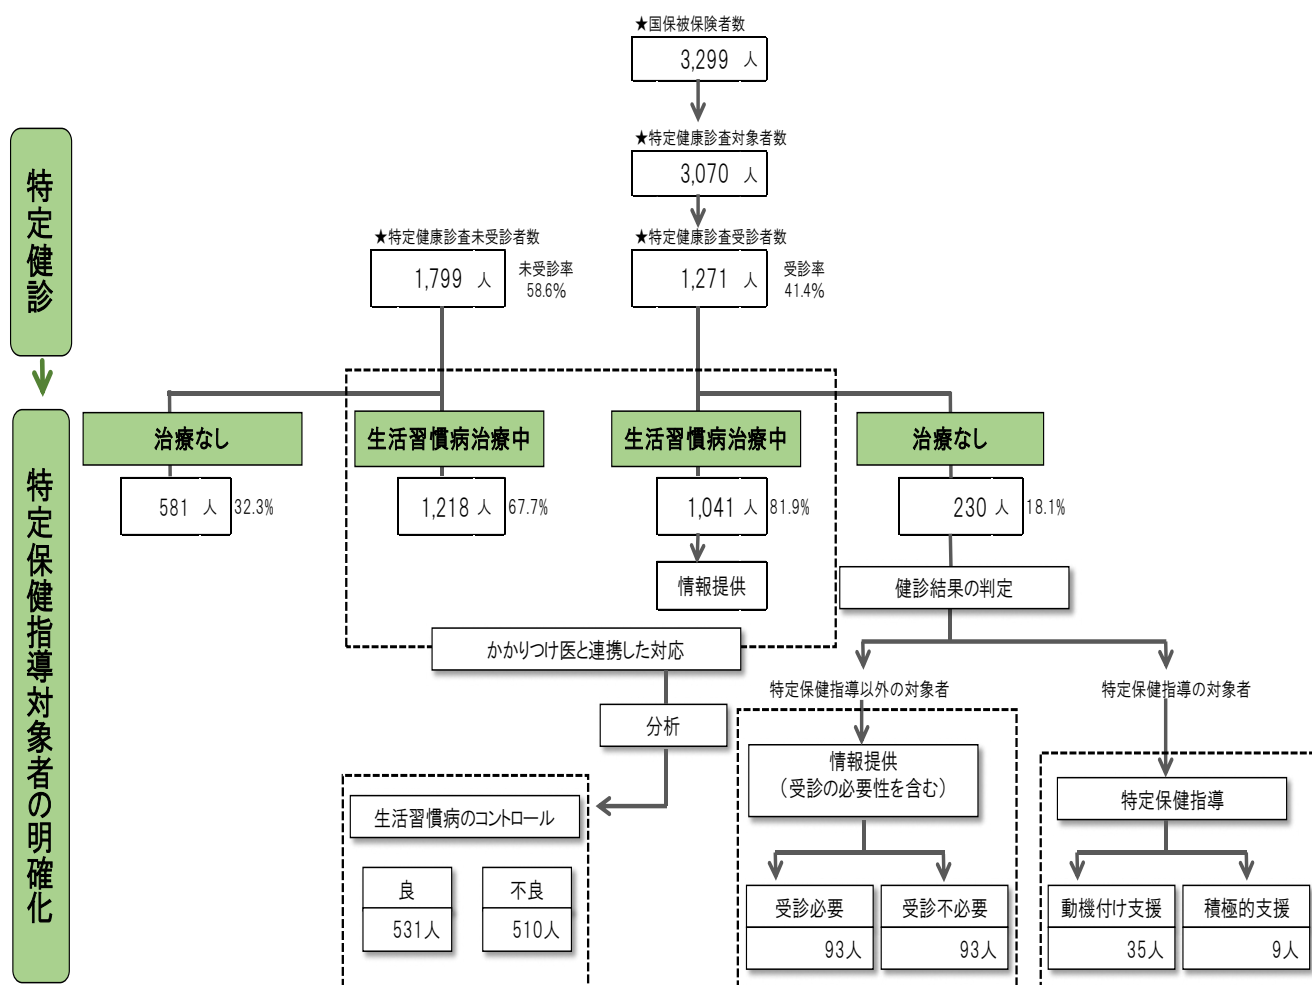 ★国保被保険者数
3,299 人
★特定健康診査対象者数
3,070 人
特定健診
★特定健康診査未受診者数
1,799 人
未受診率
58.6%
★特定健康診査受診者数
1,271 人
受診率
41.4%
特定保健指導対象者の明確化
治療なし
生活習慣病治療中
生活習慣病治療中
治療なし
581 人 32.3%
1,218 人 67.7%
1,041 人 81.9%
230 人 18.1%
情報提供
健診結果の判定
かかりつけ医と連携した対応
特定保健指導以外の対象者
特定保健指導の対象者
分析
情報提供
（受診の必要性を含む）
生活習慣病のコントロール
特定保健指導
良
531人
不良
510人
受診必要
93人
受診不必要
93人
動機付け支援
35人
積極的支援
9人